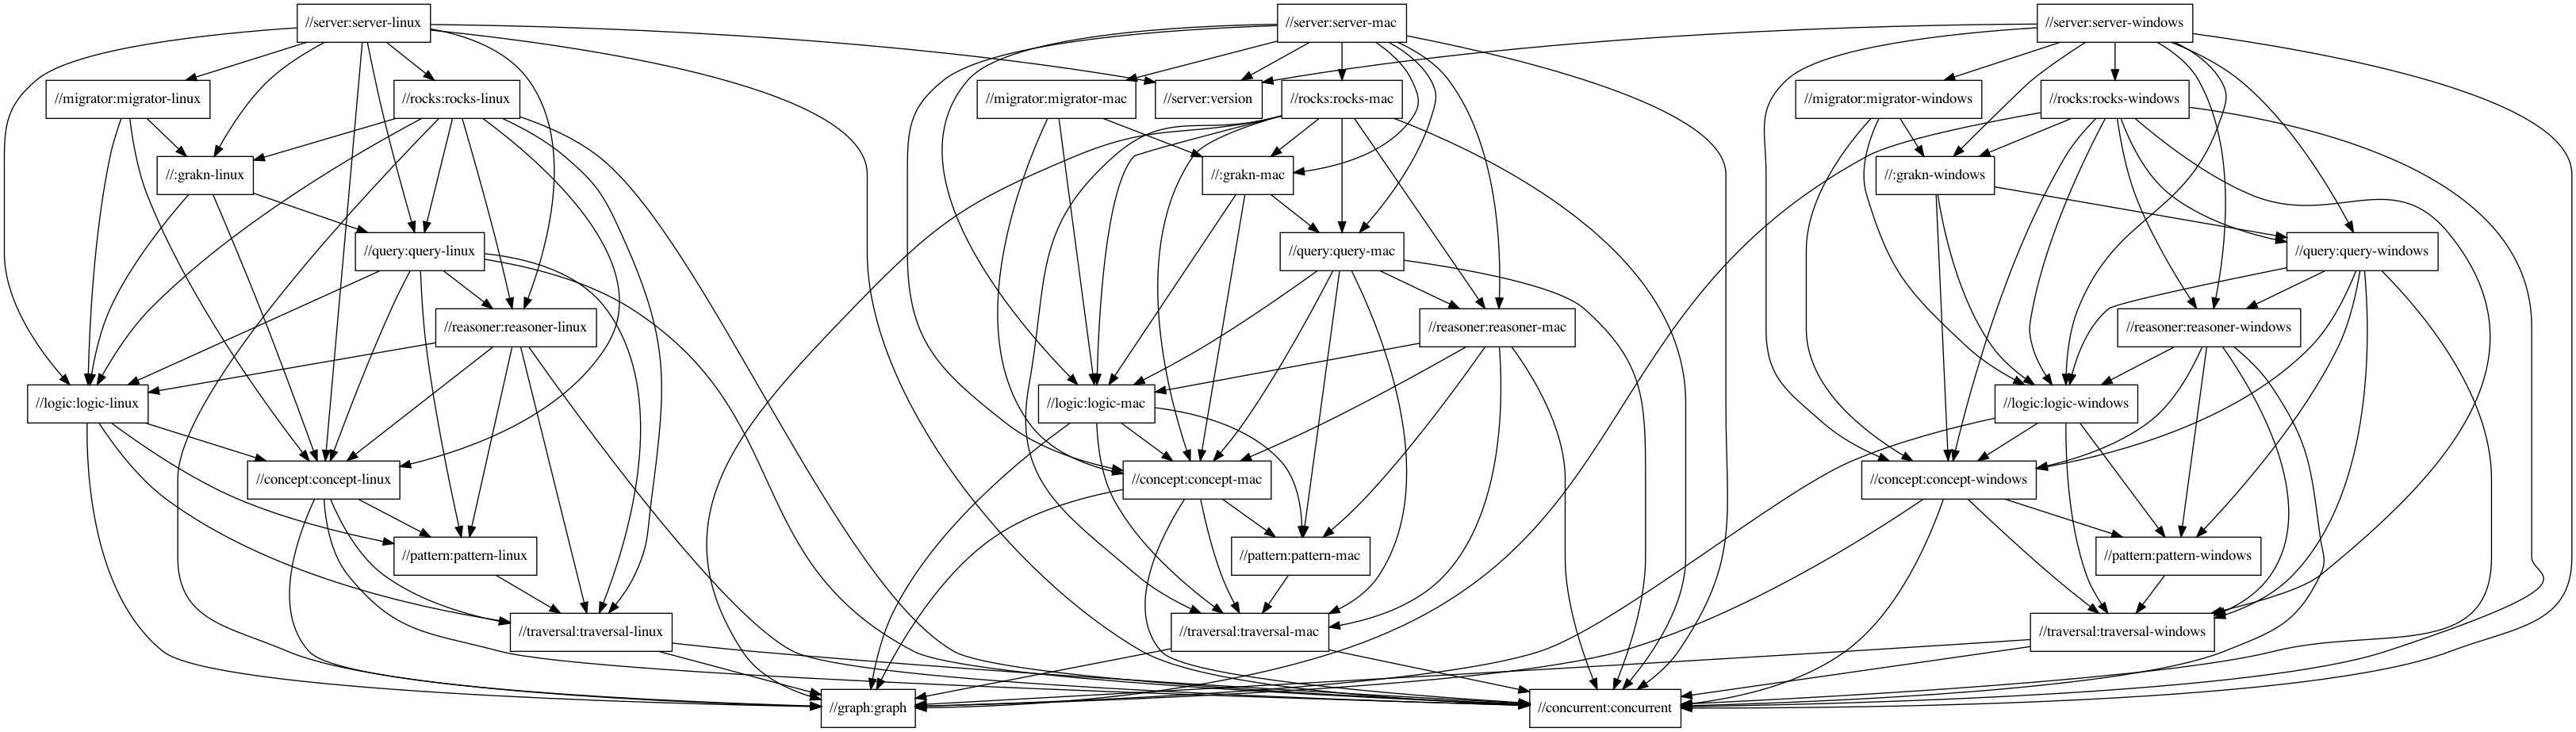 //server:server-linux
//server:server-mac
//server:server-windows
//migrator:migrator-linux
//rocks:rocks-linux
//migrator:migrator-mac
//server:version
//rocks:rocks-mac
//migrator:migrator-windows
//rocks:rocks-windows
//:grakn-linux
//:grakn-mac
//:grakn-windows
//query:query-linux
//query:query-mac
//query:query-windows
//reasoner:reasoner-linux
//reasoner:reasoner-mac
//reasoner:reasoner-windows
//logic:logic-linux
//logic:logic-mac
//logic:logic-windows
//concept:concept-linux
//concept:concept-mac
//concept:concept-windows
//pattern:pattern-linux
//pattern:pattern-mac
//pattern:pattern-windows
//traversal:traversal-linux
//traversal:traversal-mac
//traversal:traversal-windows
//graph:graph
//concurrent:concurrent